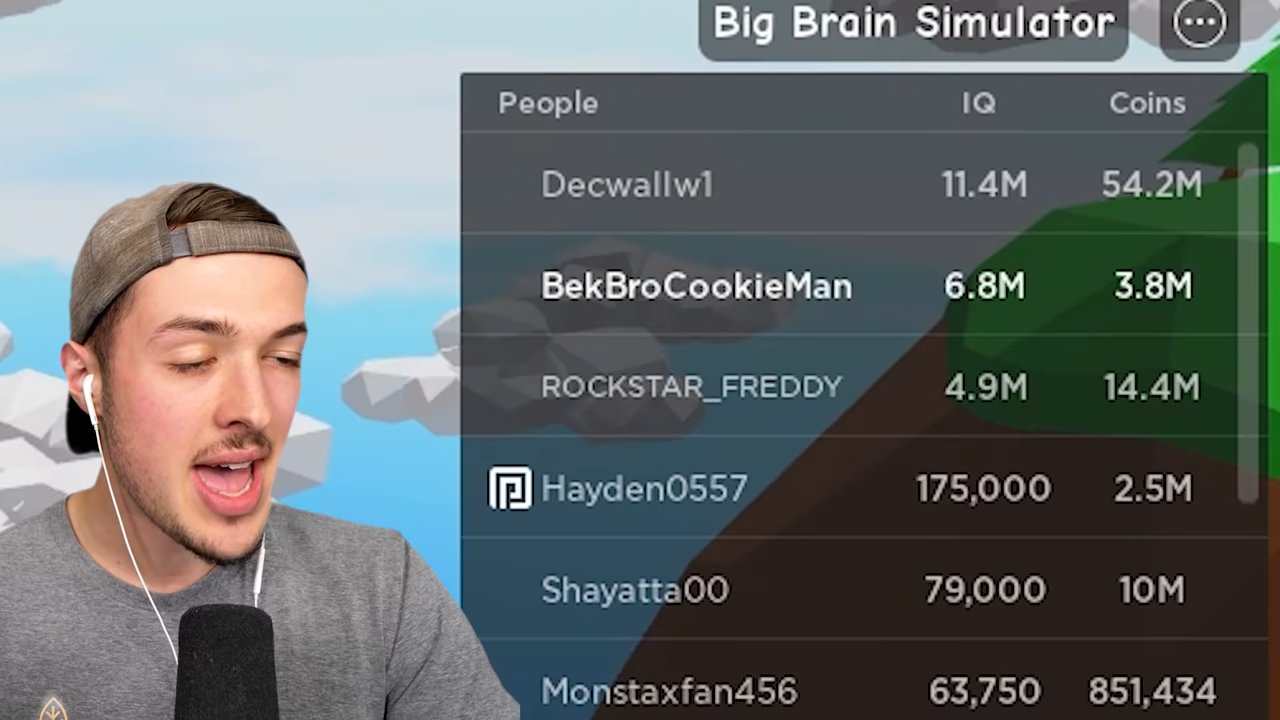 Big Brain Simulator
People IQ Coins
Decwallw1 11.4M 54.2M
BekBroCookieMan 6.8M 3.8M
ROCKSTAR_FREDDY 4.9M 14.4M
Hayden0557 175,000 2.5M
Shayatta00 79,000 10M
Monstaxfan456 63,750 851,434